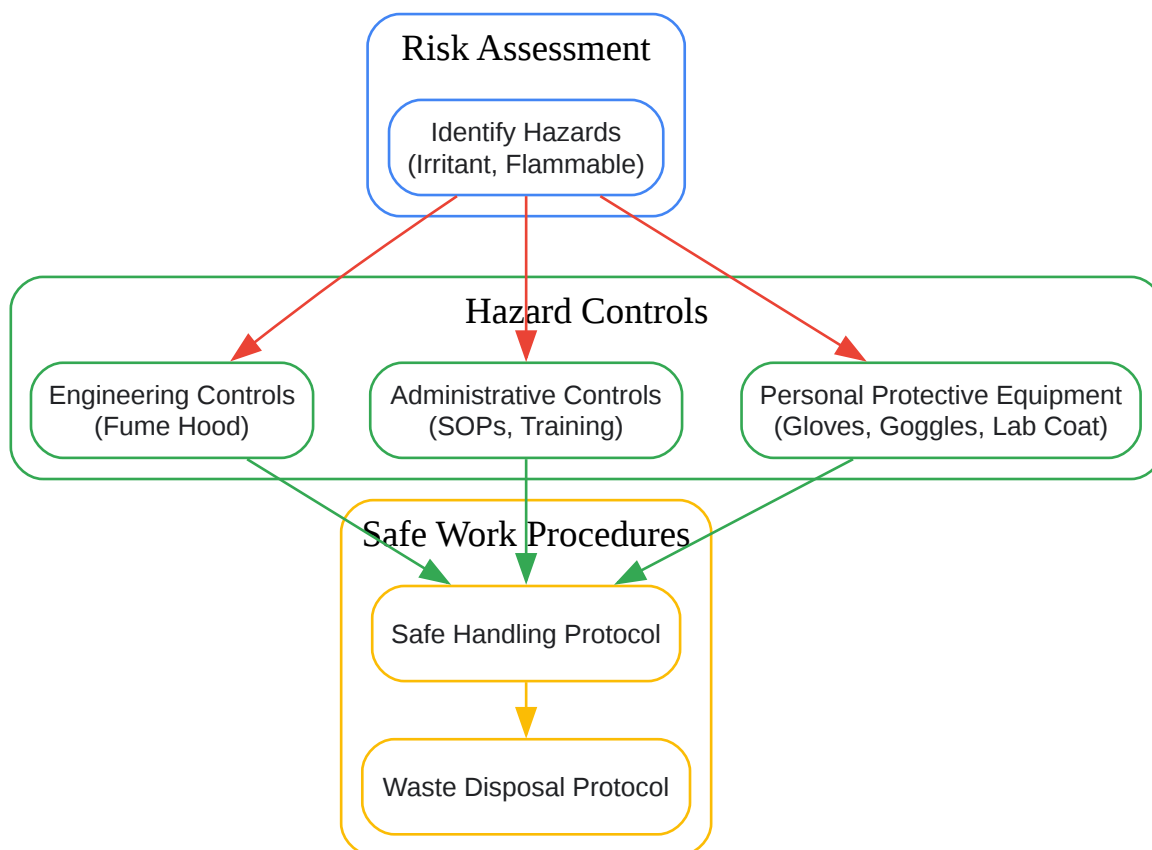 Risk Assessment
Identify Hazards
(Irritant, Flammable)
Hazard Controls
Engineering Controls
(Fume Hood)
Administrative Controls
(SOPs, Training)
Personal Protective Equipment
(Gloves, Goggles, Lab Coat)
Safe Work Procedures
Safe Handling Protocol
Waste Disposal Protocol